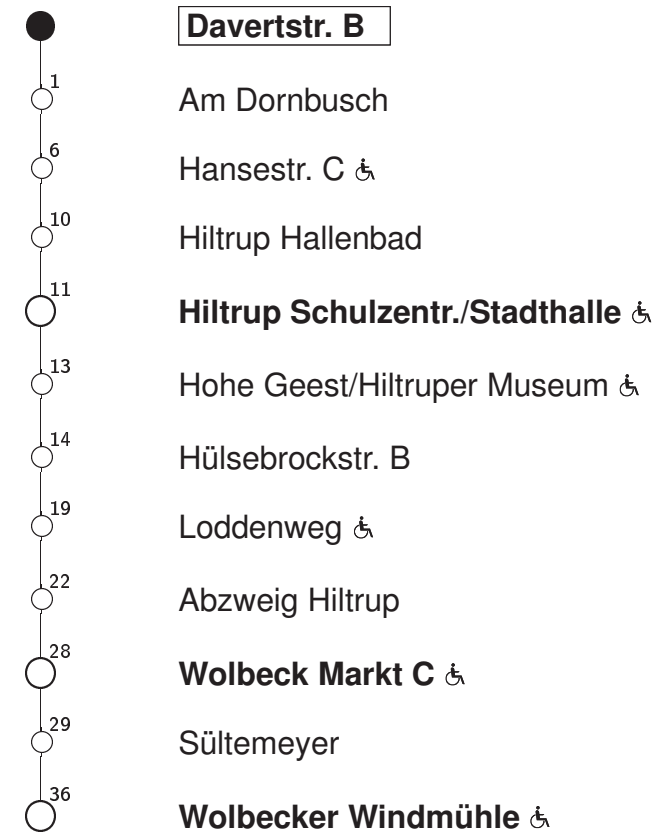 Davertstr. B
1
Am Dornbusch
6
Hansestr. C
10
Hiltrup Hallenbad
11
Hiltrup Schulzentr./Stadthalle
13
Hohe Geest/Hiltruper Museum
14
Hülsebrockstr. B
19
Loddenweg
22
Abzweig Hiltrup
28
Wolbeck Markt C
29
Sültemeyer
36
Wolbecker Windmühle